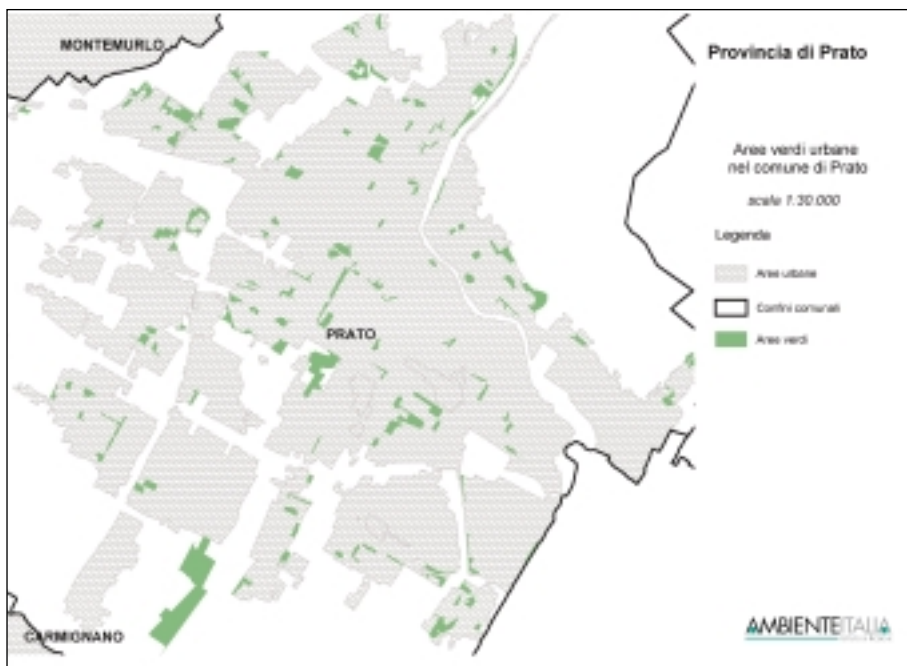 MONTEMURLO
PRATO
CARMIGNANO
Provincia di Prato
Aree verdi urbane
nel comune di Prato
scala 1:30.000
Legenda
Aree urbane
Confini comunali
Aree verdi
AMBIENTEITALIA